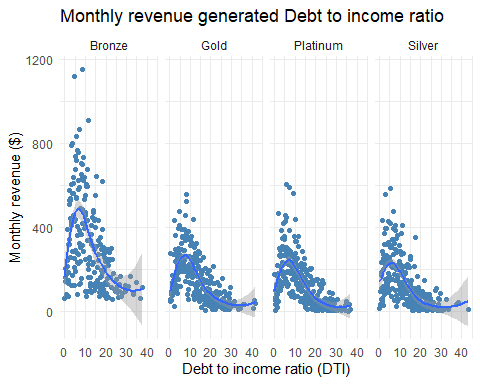 Monthly revenue generated Debt to income ratio
Bronze Gold Platinum Silver
1200
800
400
0
Monthly revenue ($)
0 10 20 30 40 0 10 20 30 40 0 10 20 30 40 0 10 20 30 40
Debt to income ratio (DTI)